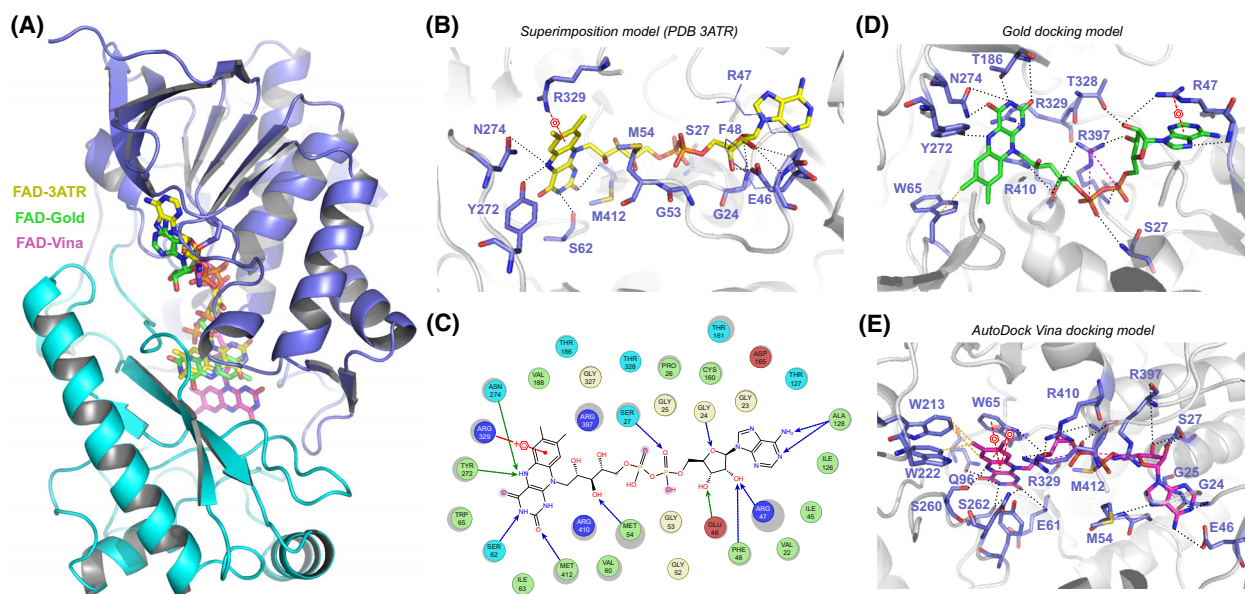 (A)
FAD-3ATR
FAD-Gold
FAD-Vina
(B)
Superimposition model (PDB 3ATR)
R329
R47
N274
M54
S27
F48
Y272
M412
G53
G24
E46
S62
(C)
THR
161
THR
186
THR
328
PRO
26
CYS
160
ASP
165
VAL
188
GLY
327
THR
127
ASN
274
GLY
25
GLY
24
GLY
23
ARG
329
ARG
397
SER
27
ALA
128
NH₂
TYR
272
ILE
126
TRP
65
ARG
410
MET
54
GLY
53
GLU
46
ARG
47
ILE
45
SER
62
PHE
48
VAL
22
ILE
63
MET
412
VAL
60
GLY
52
(D)
Gold docking model
T186
N274
T328
R47
R329
R397
Y272
W65
R410
S27
(E)
AutoDock Vina docking model
R397
W213
W65
R410
S27
W222
Q96
R329
M412
G25
G24
S260
S262
E61
M54
E46